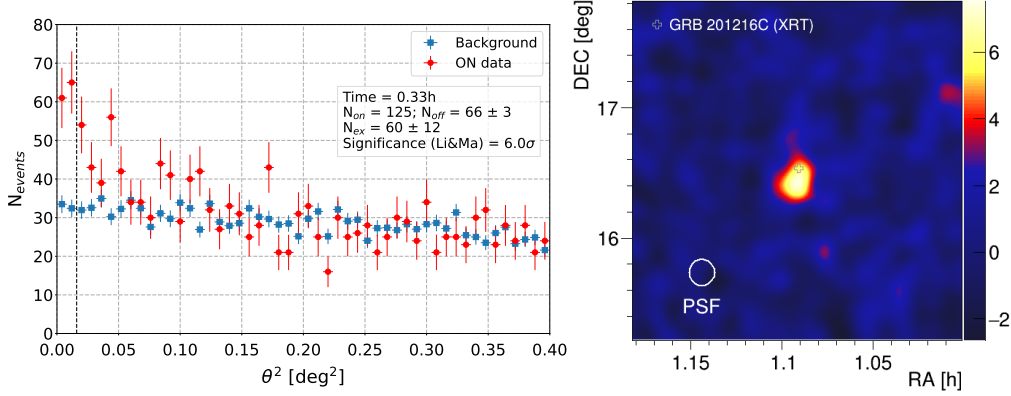 80
70
60
50
40
30
20
10
0
N_events
Background
ON data
Time = 0.33h
N_on = 125; N_off = 66 ± 3
N_ex = 60 ± 12
Significance (Li&Ma) = 6.0σ
0.00 0.05 0.10 0.15 0.20 0.25 0.30 0.35 0.40
θ² [deg²]
DEC [deg]
17
16
GRB 201216C (XRT)
PSF
1.15 1.1 1.05
RA [h]
6
4
2
0
−2